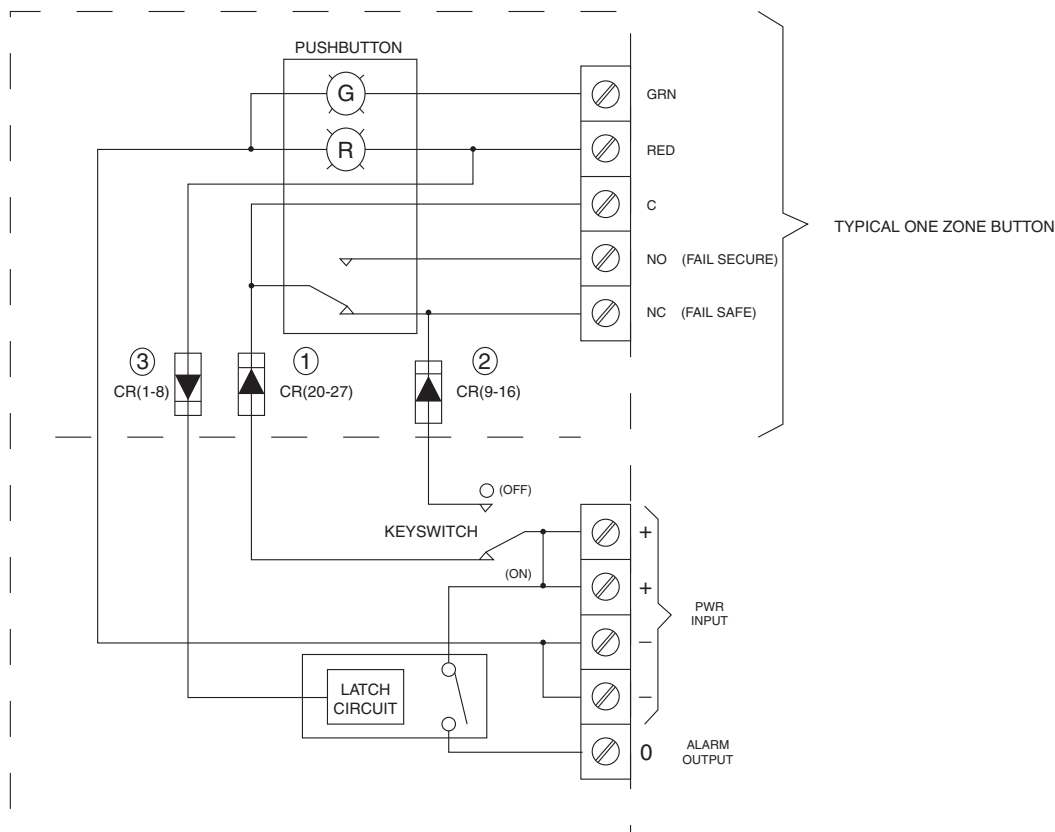 PUSHBUTTON
G
GRN
R
RED
C
TYPICAL ONE ZONE BUTTON
NO (FAIL SECURE)
NC (FAIL SAFE)
3
CR(1-8)
1
CR(20-27)
2
CR(9-16)
(OFF)
KEYSWITCH
+
(ON)
+
PWR
INPUT
–
–
LATCH
CIRCUIT
0
ALARM
OUTPUT